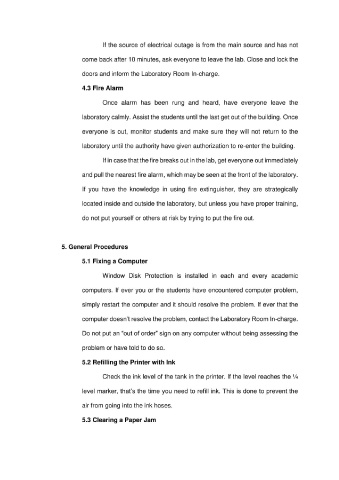 If the source of electrical outage is from the main source and has not
come back after 10 minutes, ask everyone to leave the lab. Close and lock the
doors and inform the Laboratory Room In-charge.
4.3 Fire Alarm
Once alarm has been rung and heard, have everyone leave the
laboratory calmly. Assist the students until the last get out of the building. Once
everyone is out, monitor students and make sure they will not return to the
laboratory until the authority have given authorization to re-enter the building.
If in case that the fire breaks out in the lab, get everyone out immediately
and pull the nearest fire alarm, which may be seen at the front of the laboratory.
If you have the knowledge in using fire extinguisher, they are strategically
located inside and outside the laboratory, but unless you have proper training,
do not put yourself or others at risk by trying to put the fire out.
5. General Procedures
5.1 Fixing a Computer
Window Disk Protection is installed in each and every academic
computers. If ever you or the students have encountered computer problem,
simply restart the computer and it should resolve the problem. If ever that the
computer doesn't resolve the problem, contact the Laboratory Room In-charge.
Do not put an "out of order" sign on any computer without being assessing the
problem or have told to do so.
5.2 Refilling the Printer with Ink
Check the ink level of the tank in the printer. If the level reaches the ¼
level marker, that's the time you need to refill ink. This is done to prevent the
air from going into the ink hoses.
5.3 Clearing a Paper Jam